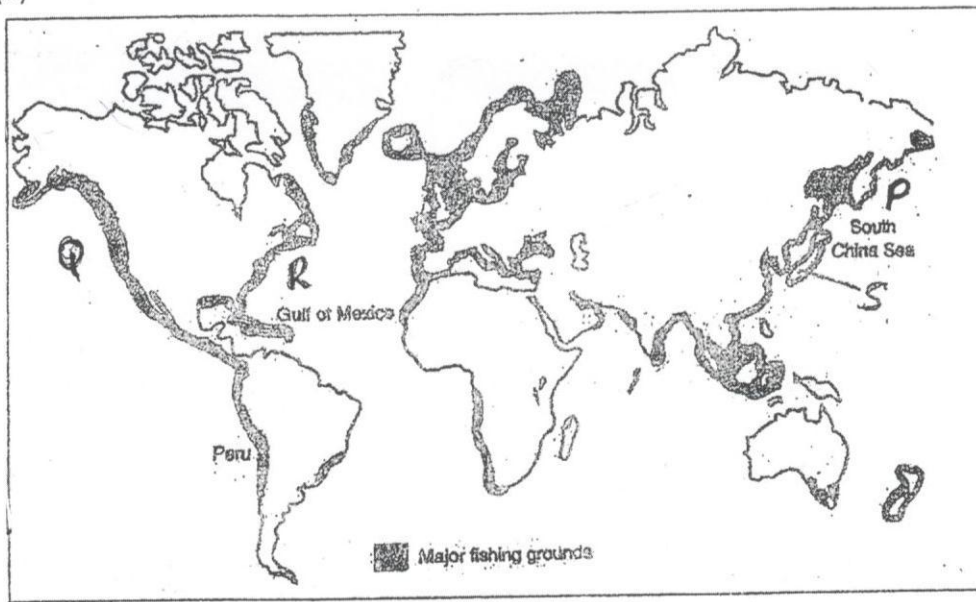 P
South
China Sea
Q
R
S
Gulf of Mexico
Peru
Major fishing grounds